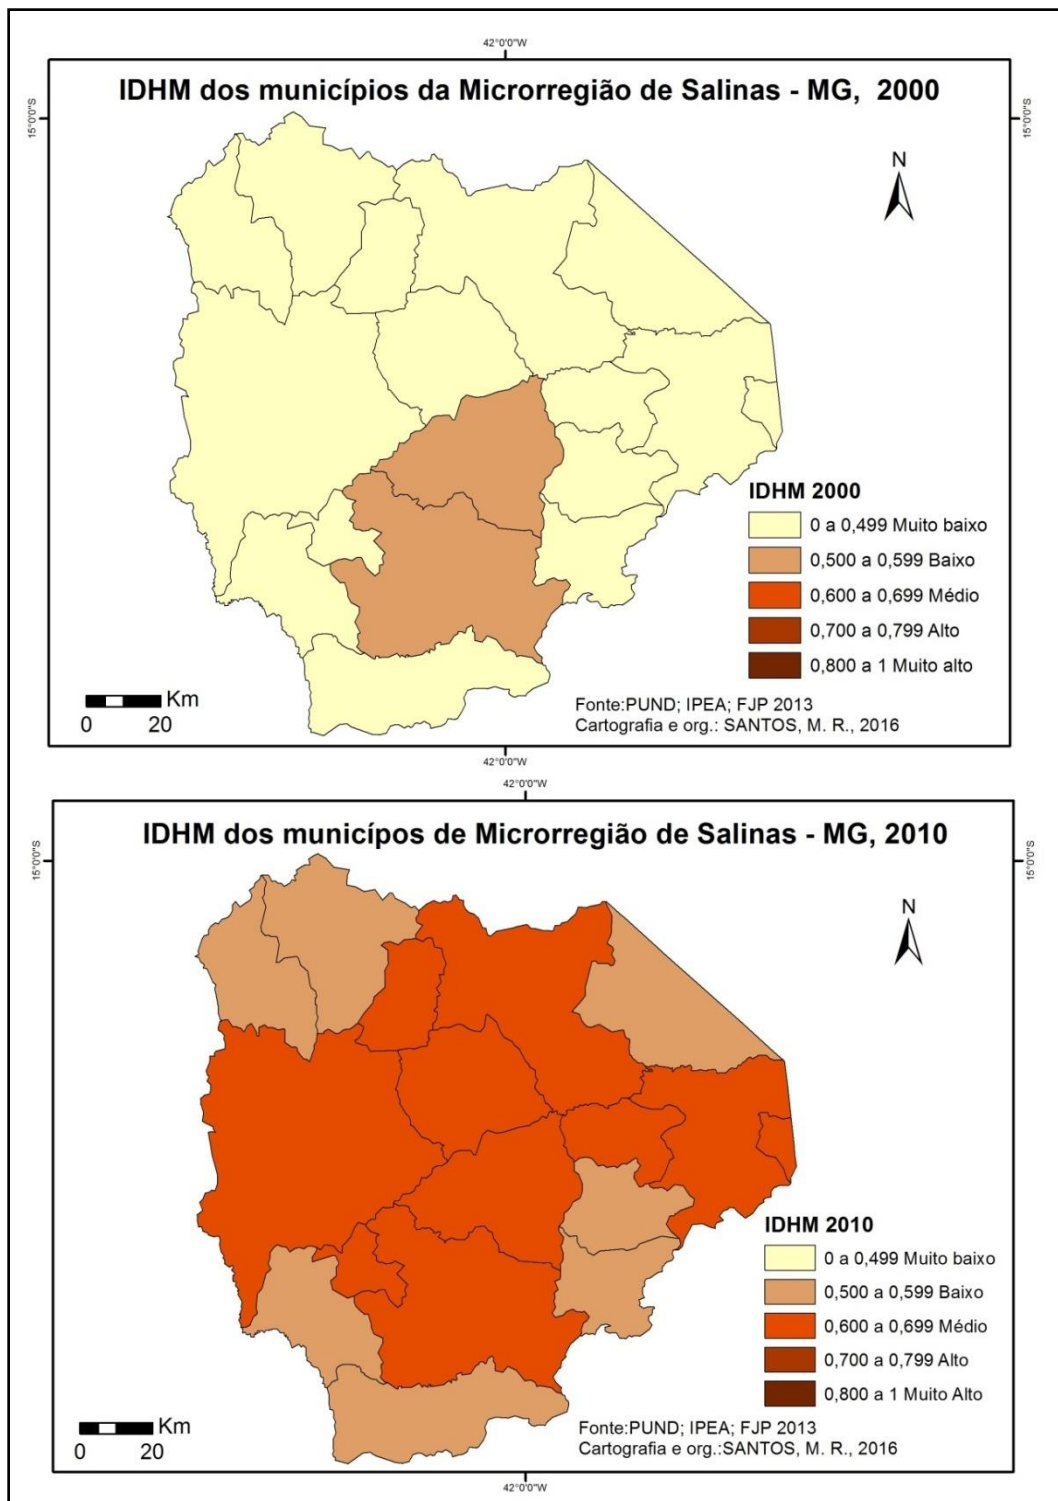 42°0'0"W
IDHM dos municípios da Microrregião de Salinas - MG, 2000
15°0'0"S
15°0'0"S
N
IDHM 2000
0 a 0,499 Muito baixo
0,500 a 0,599 Baixo
0,600 a 0,699 Médio
0,700 a 0,799 Alto
0,800 a 1 Muito alto
Km
0 20
Fonte:PUND; IPEA; FJP 2013
Cartografia e org.: SANTOS, M. R., 2016
42°0'0"W
42°0'0"W
IDHM dos municípos de Microrregião de Salinas - MG, 2010
15°0'0"S
15°0'0"S
N
IDHM 2010
0 a 0,499 Muito baixo
0,500 a 0,599 Baixo
0,600 a 0,699 Médio
0,700 a 0,799 Alto
0,800 a 1 Muito Alto
Km
0 20
Fonte:PUND; IPEA; FJP 2013
Cartografia e org.:SANTOS, M. R., 2016
42°0'0"W